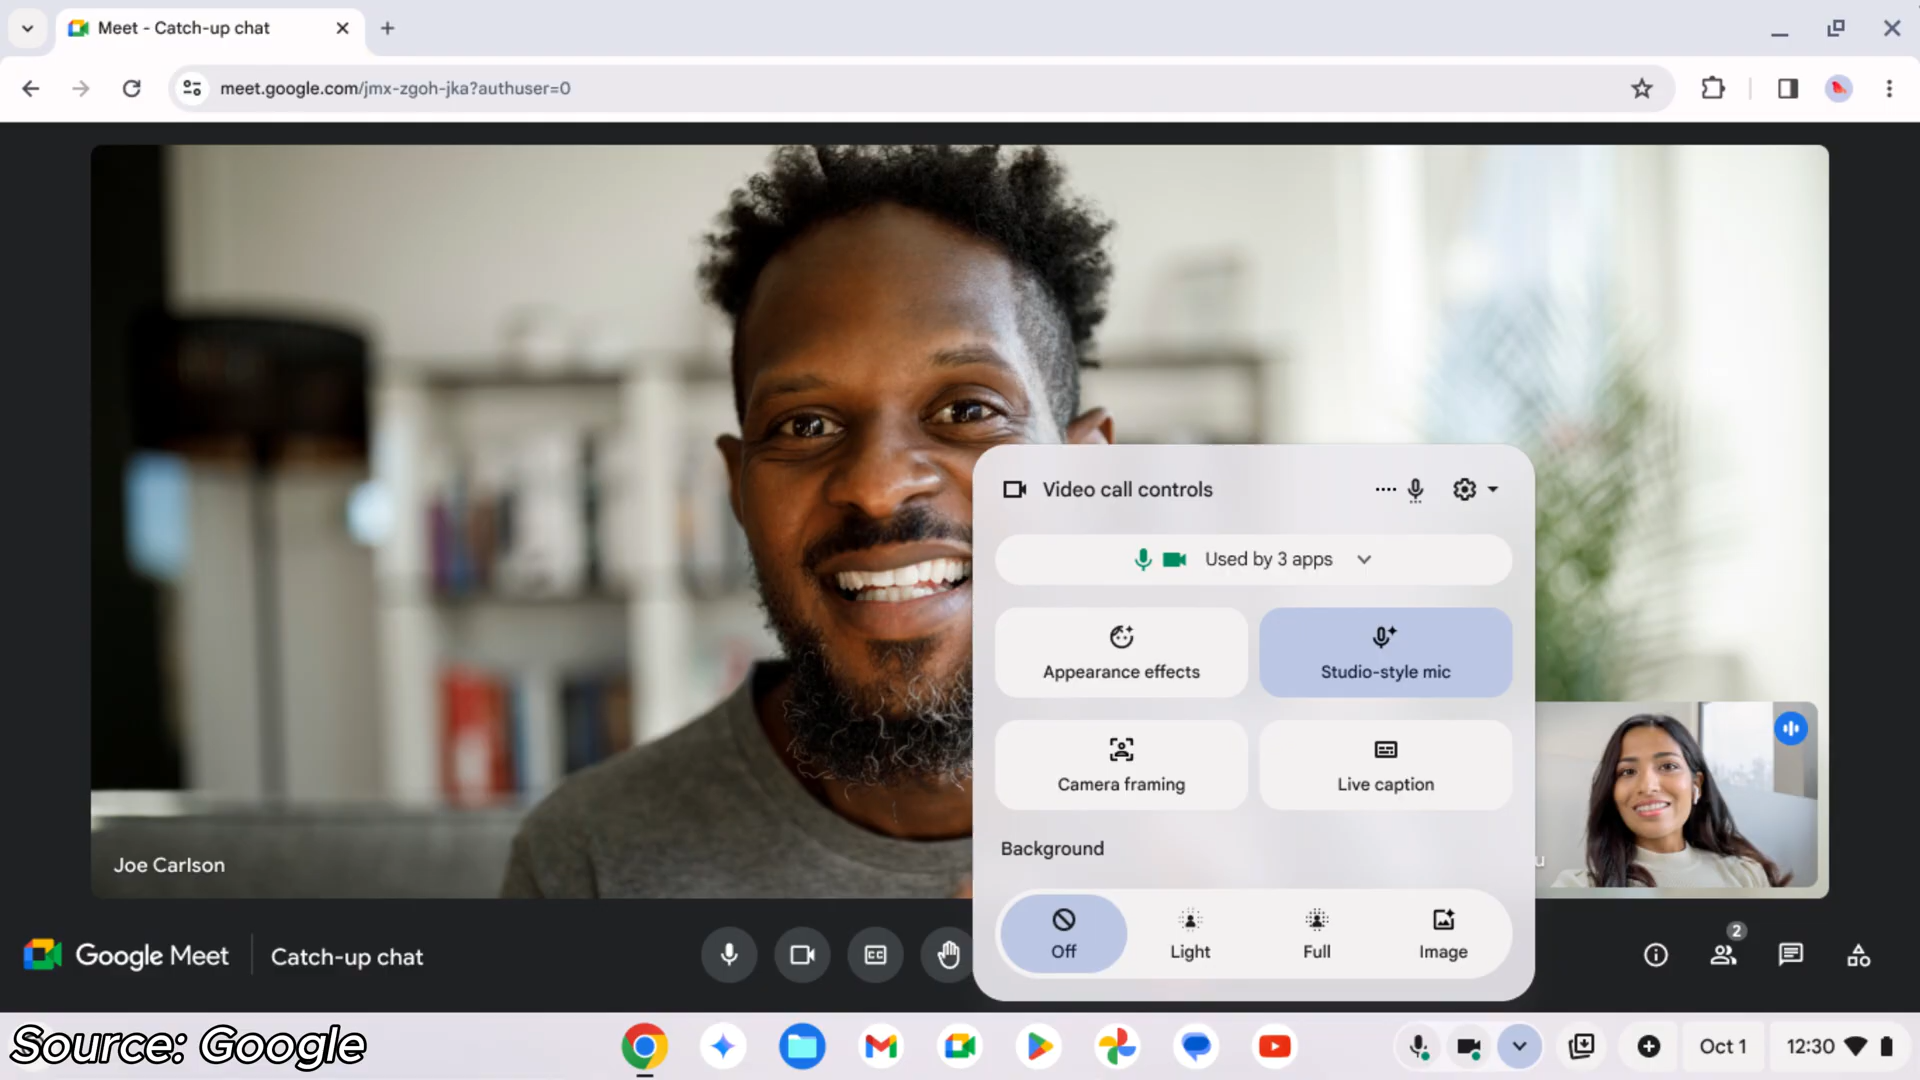 Meet - Catch-up chat
meet.google.com/jmx-zgoh-jka?authuser=0
Video call controls
Used by 3 apps
Appearance effects
Studio-style mic
Camera framing
Live caption
Background
Off
Light
Full
Image
Joe Carlson
u
Google Meet
Catch-up chat
2
Source: Google
Oct 1
12:30